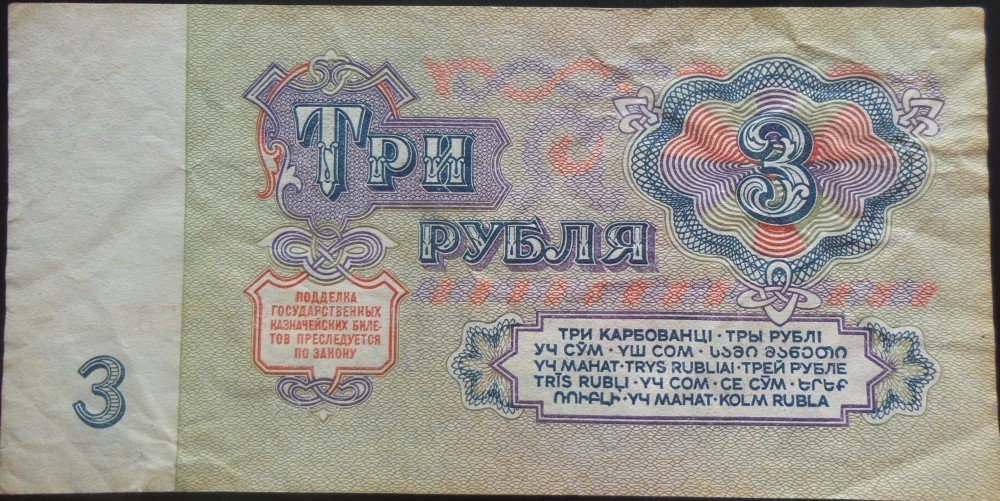 ТРИ
РУБЛЯ
3
ПОДДЕЛКА
ГОСУДАРСТВЕННЫХ
КАЗНАЧЕЙСКИХ БИЛЕ-
ТОВ ПРЕСЛЕДУЕТСЯ
ПО ЗАКОНУ
3
ТРИ КАРБОВАНЦІ · ТРЫ РУБЛІ
УЧ СЎМ · ҮШ СОМ · ᲡᲐᲛᲘ ᲛᲐᲜᲔᲗᲘ
ҮЧ МАНАТ · TRYS RUBLIAI · ТРЕЙ РУБЛЕ
TRĪS RUBĻI · ҮЧ СОМ · СЕ СӮМ · ԵՐԵՔ
ՌՈՒԲԼԻ · ҮЧ МАНАТ · KOLM RUBLA